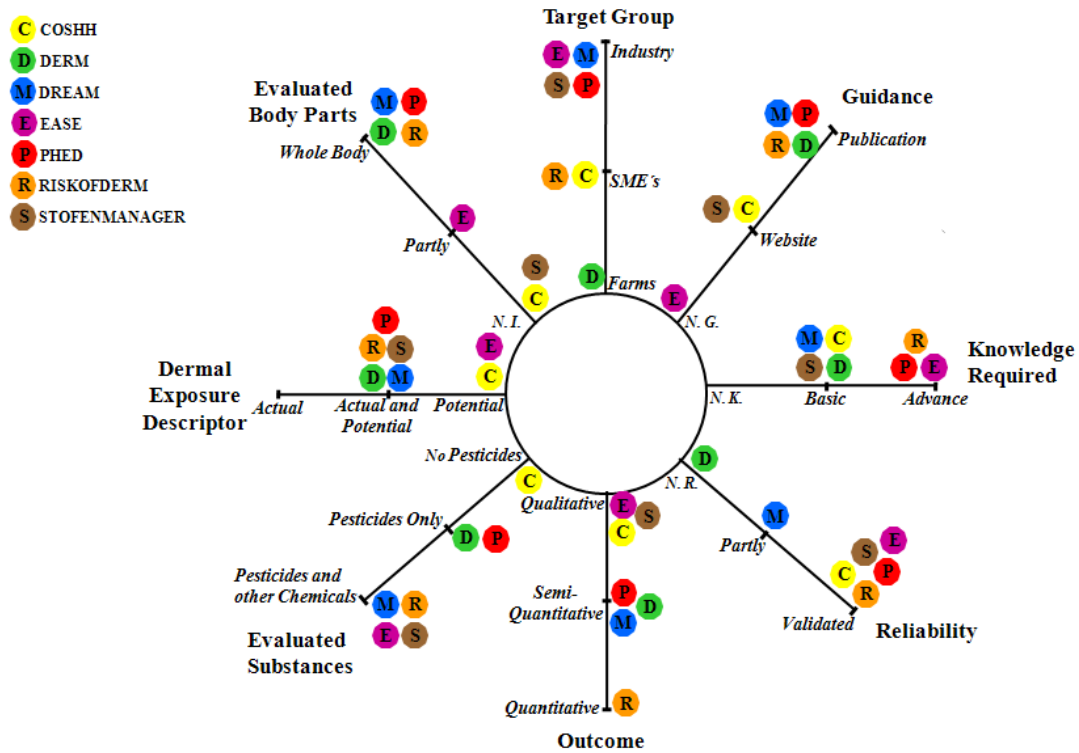 C COSHH
D DERM
M DREAM
E EASE
P PHED
R RISKOFDERM
S STOFENMANAGER
Target Group
E M Industry
S P
R C SME´s
D Farms
Guidance
M P Publication
R D
S C
Website
E
N. G.
Knowledge
Required
M C R
S D P E
N. K. Basic Advance
D
N. R.
M
Partly
S E
C P
R
Validated
Reliability
Qualitative E S
C
Semi-
Quantitative
P D
M
Quantitative R
Outcome
No Pesticides
C
Pesticides Only
D P
Pesticides and
other Chemicals
M R
E S
Evaluated
Substances
Dermal
Exposure
Descriptor
P
R S E
D M C
Actual Actual and
Potential
Potential
Evaluated
Body Parts
M P
D R
Whole Body
E
Partly
S
C
N. I.